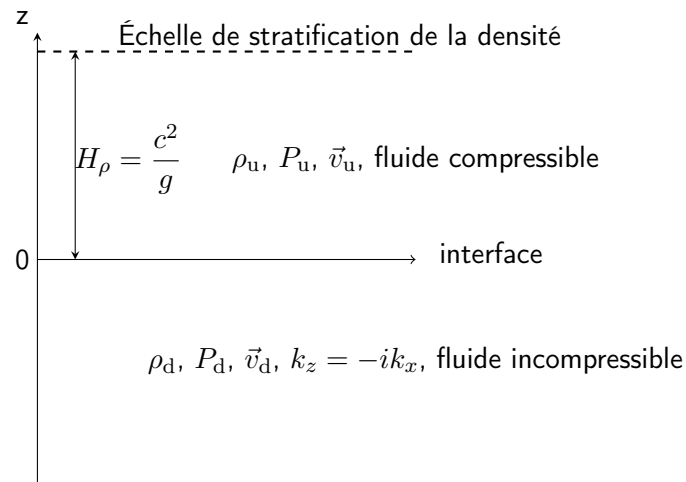 z
Échelle de stratification de la densité
H_ρ = c²/g
ρ_u, P_u, v⃗_u, fluide compressible
0
interface
ρ_d, P_d, v⃗_d, k_z = −ik_x, fluide incompressible